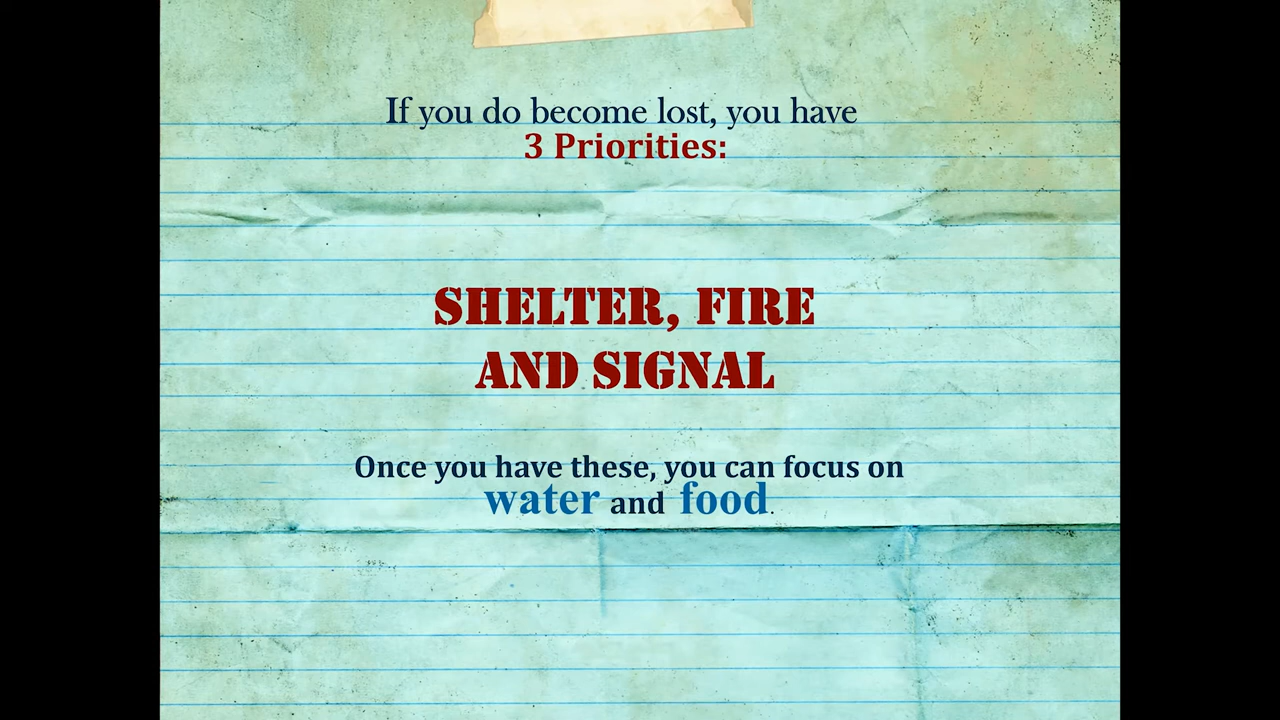 If you do become lost, you have
3 Priorities:
SHELTER, FIRE
AND SIGNAL
Once you have these, you can focus on
water and food.